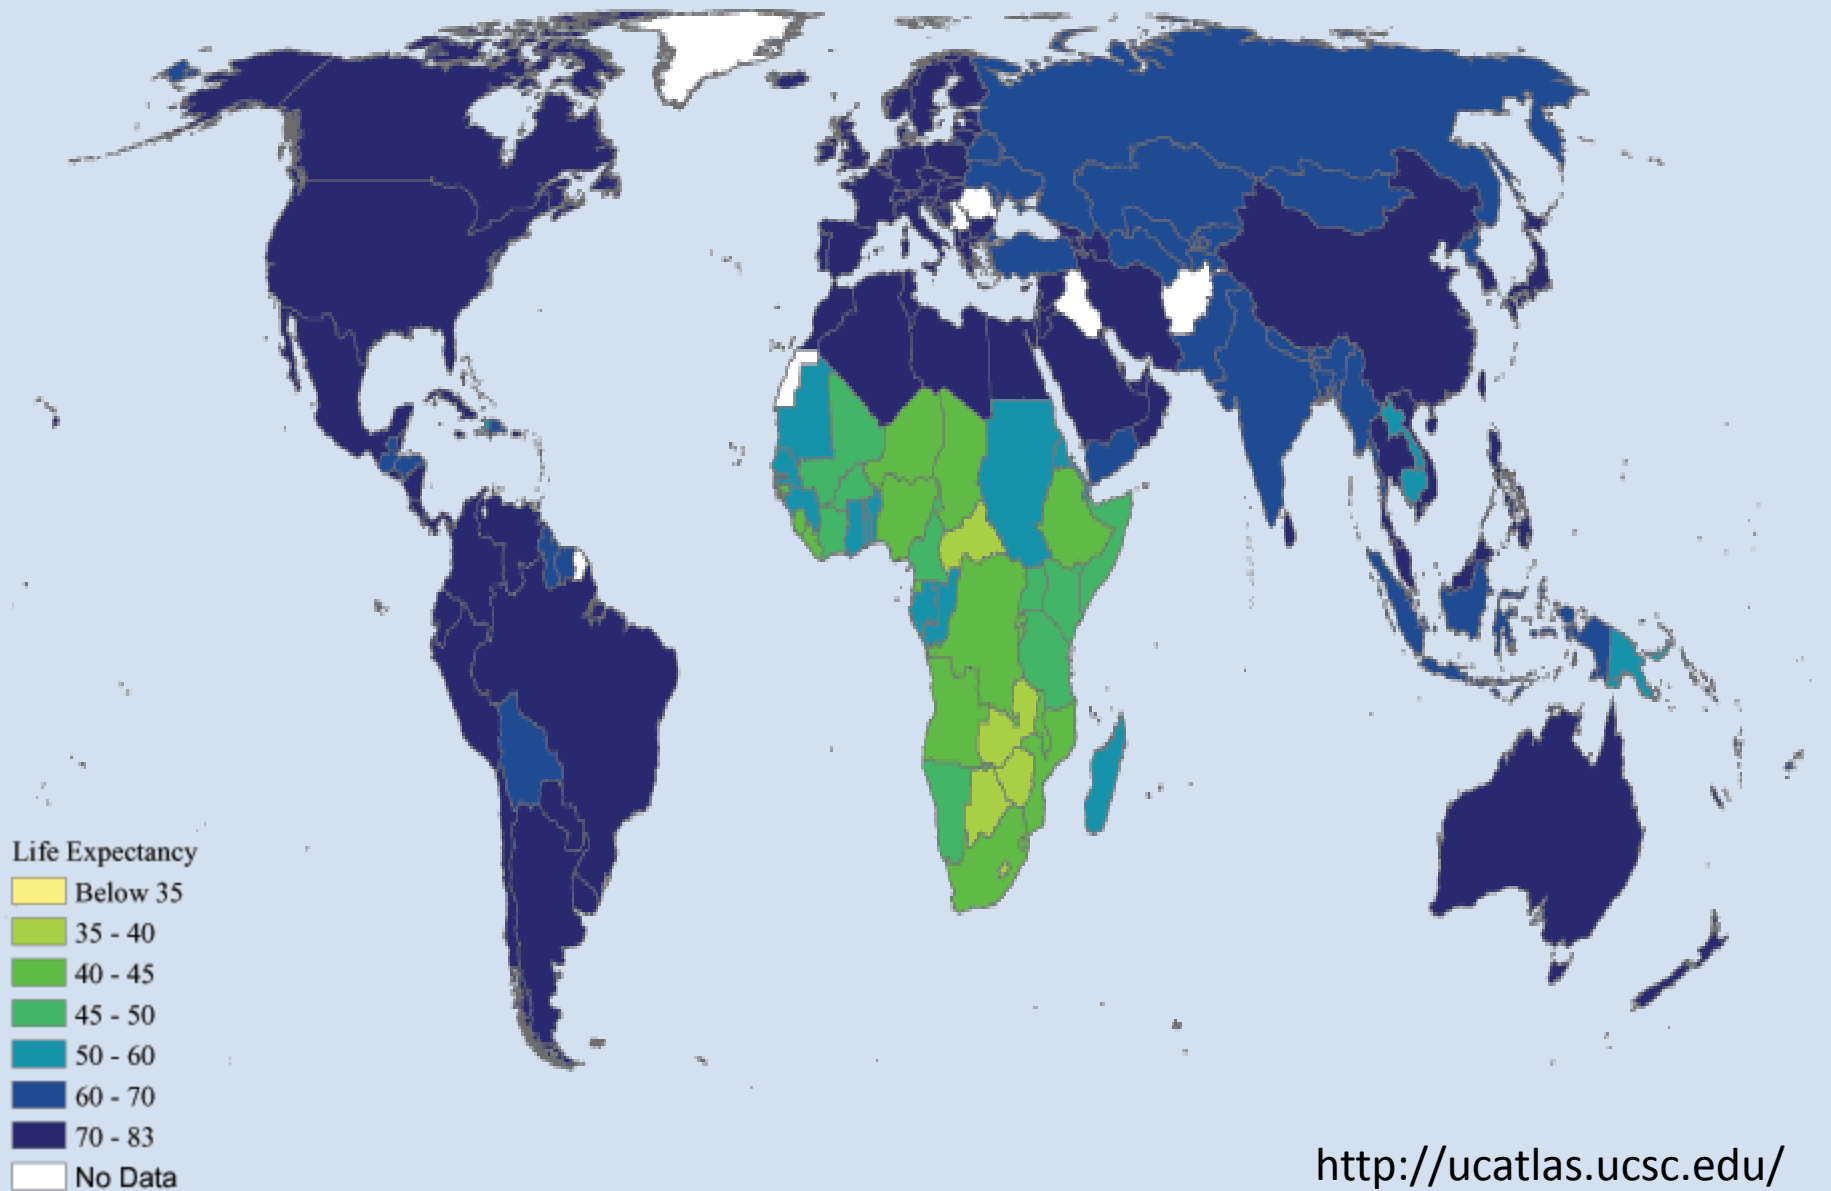 Life Expectancy
Below 35
35 - 40
40 - 45
45 - 50
50 - 60
60 - 70
70 - 83
No Data
http://ucatlas.ucsc.edu/